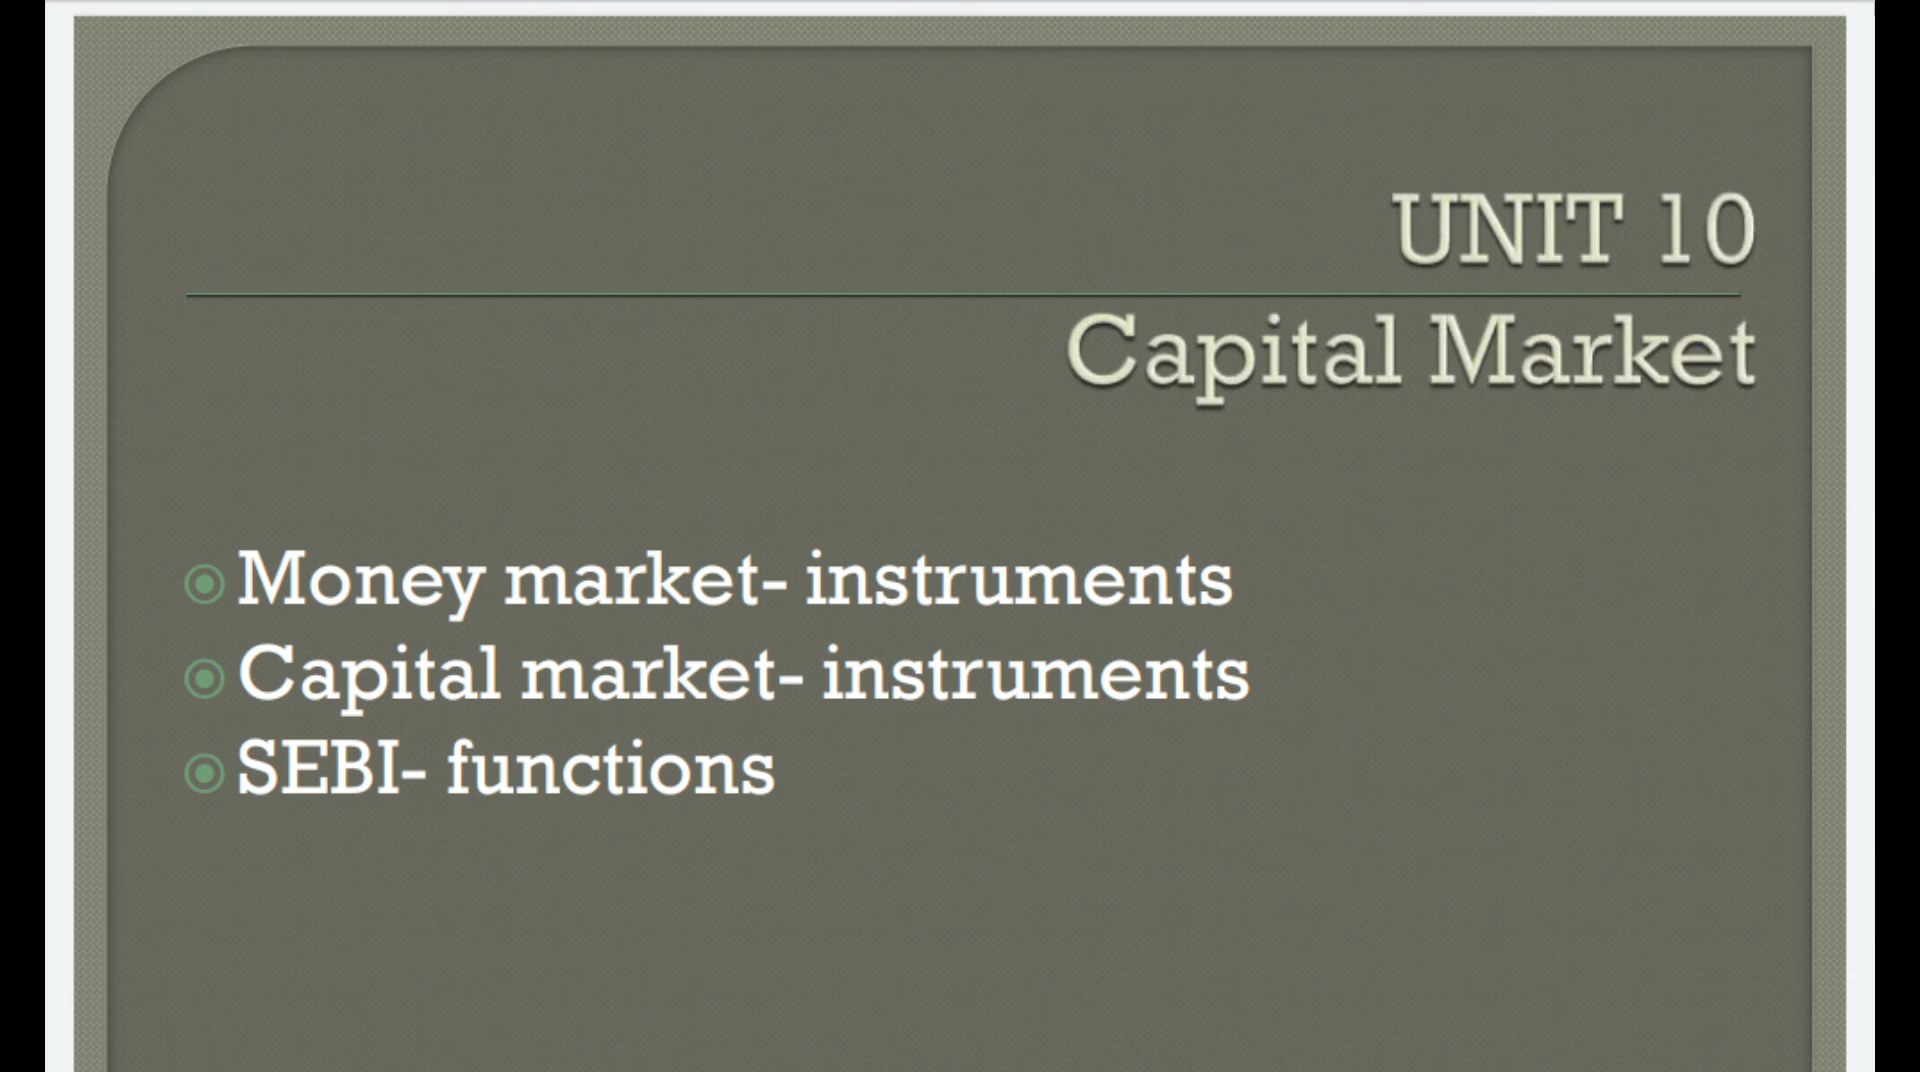 UNIT 10
Capital Market
Money market- instruments
Capital market- instruments
SEBI- functions